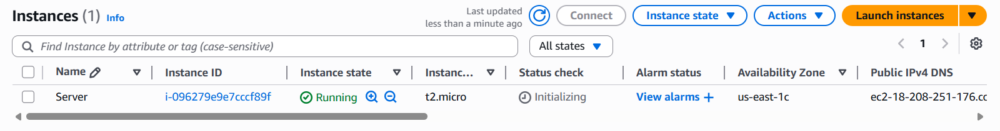 Instances (1) Info
Last updated
less than a minute ago
Connect
Instance state
Actions
Launch instances
Find Instance by attribute or tag (case-sensitive)
All states
1
Name Instance ID Instance state Instanc... Status check Alarm status Availability Zone Public IPv4 DNS
Server i-096279e9e7cccf89f Running t2.micro Initializing View alarms + us-east-1c ec2-18-208-251-176.cc